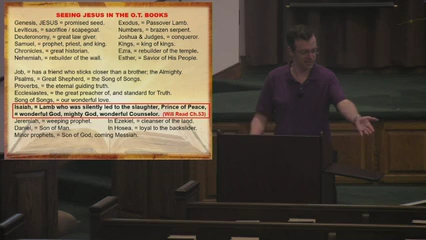 SEEING JESUS IN THE O.T. BOOKS
Genesis, JESUS = promised seed. Exodus, = Passover Lamb.
Leviticus, = sacrifice / scapegoat. Numbers, = brazen serpent.
Deuteronomy, = great law giver. Joshua & Judges, = conqueror.
Samuel, = prophet, priest, and king. Kings, = king of kings.
Chronicles, = great historian. Ezra, = rebuilder of the temple.
Nehemiah, = rebuilder of the wall. Esther, = Savior of His People.
Job, = has a friend who sticks closer than a brother; the Almighty.
Psalms, = Great Shepherd, the Song of Songs.
Proverbs, = the eternal guiding truth.
Ecclesiastes, = the great preacher of, and standard for Truth.
Song of Songs, = our wonderful love.
Isaiah, = Lamb who was silently led to the slaughter, Prince of Peace,
= wonderful God, mighty God, wonderful Counselor. (Will Read Ch.53)
Jeremiah, = weeping prophet. In Ezekiel, = cleanser of the land.
Daniel, = Son of Man. In Hosea, = loyal to the backslider.
Minor prophets, = Son of God, coming Messiah.